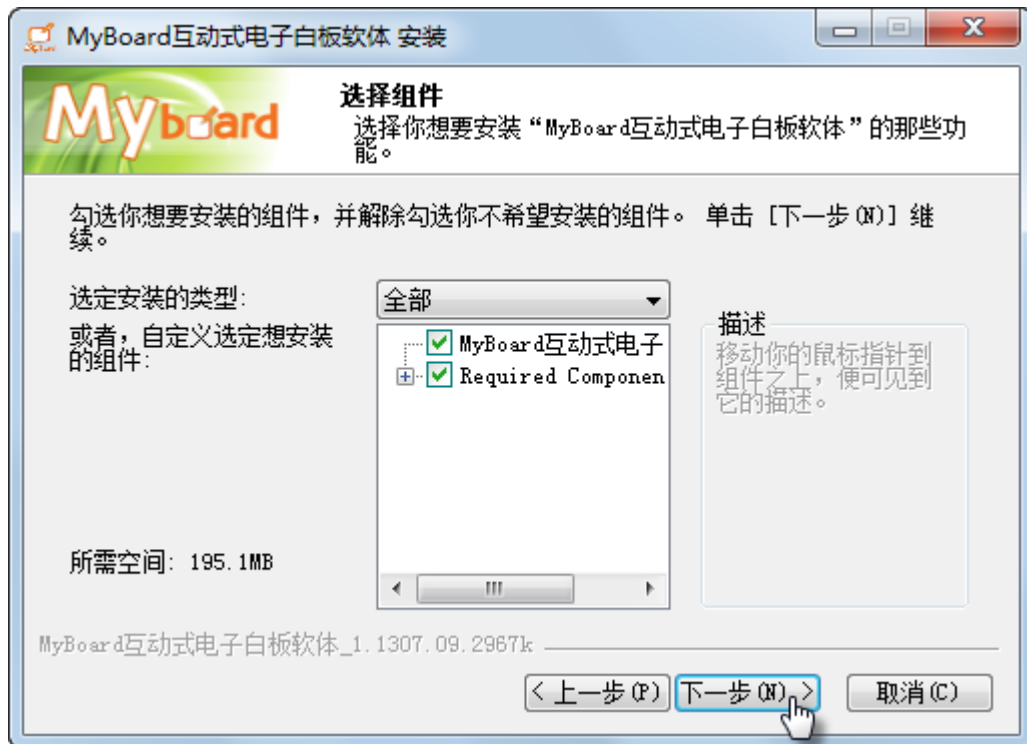 MyBoard互动式电子白板软体 安装
Myboard
选择组件
选择你想要安装“MyBoard互动式电子白板软体”的那些功
能。
勾选你想要安装的组件，并解除勾选你不希望安装的组件。 单击 [下一步(N)] 继
续。
选定安装的类型:
全部
或者，自定义选定想安装
的组件:
MyBoard互动式电子
Required Componen
描述
移动你的鼠标指针到
组件之上，便可见到
它的描述。
所需空间: 195.1MB
MyBoard互动式电子白板软体_1.1307.09.2967k
< 上一步(P)
下一步(N) >
取消(C)